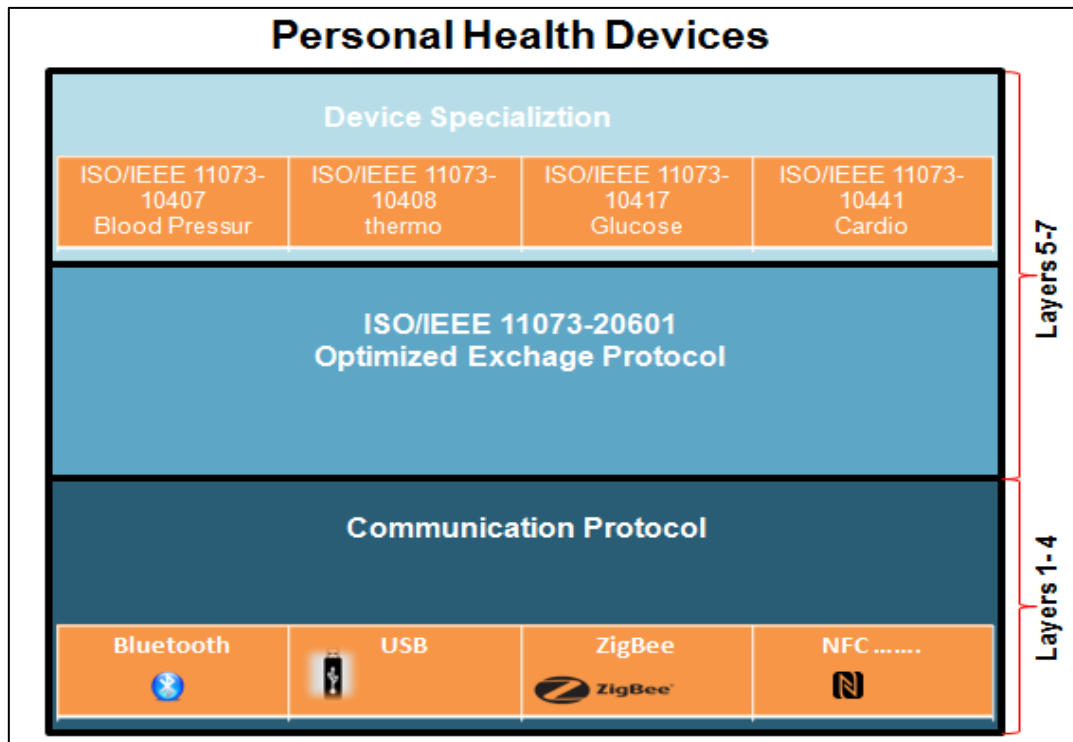 Personal Health Devices
Device Specializtion
ISO/IEEE 11073-
10407
Blood Pressur
ISO/IEEE 11073-
10408
thermo
ISO/IEEE 11073-
10417
Glucose
ISO/IEEE 11073-
10441
Cardio
Layers 5-7
ISO/IEEE 11073-20601
Optimized Exchage Protocol
Communication Protocol
Layers 1- 4
Bluetooth
USB
ZigBee
ZigBee
NFC .......